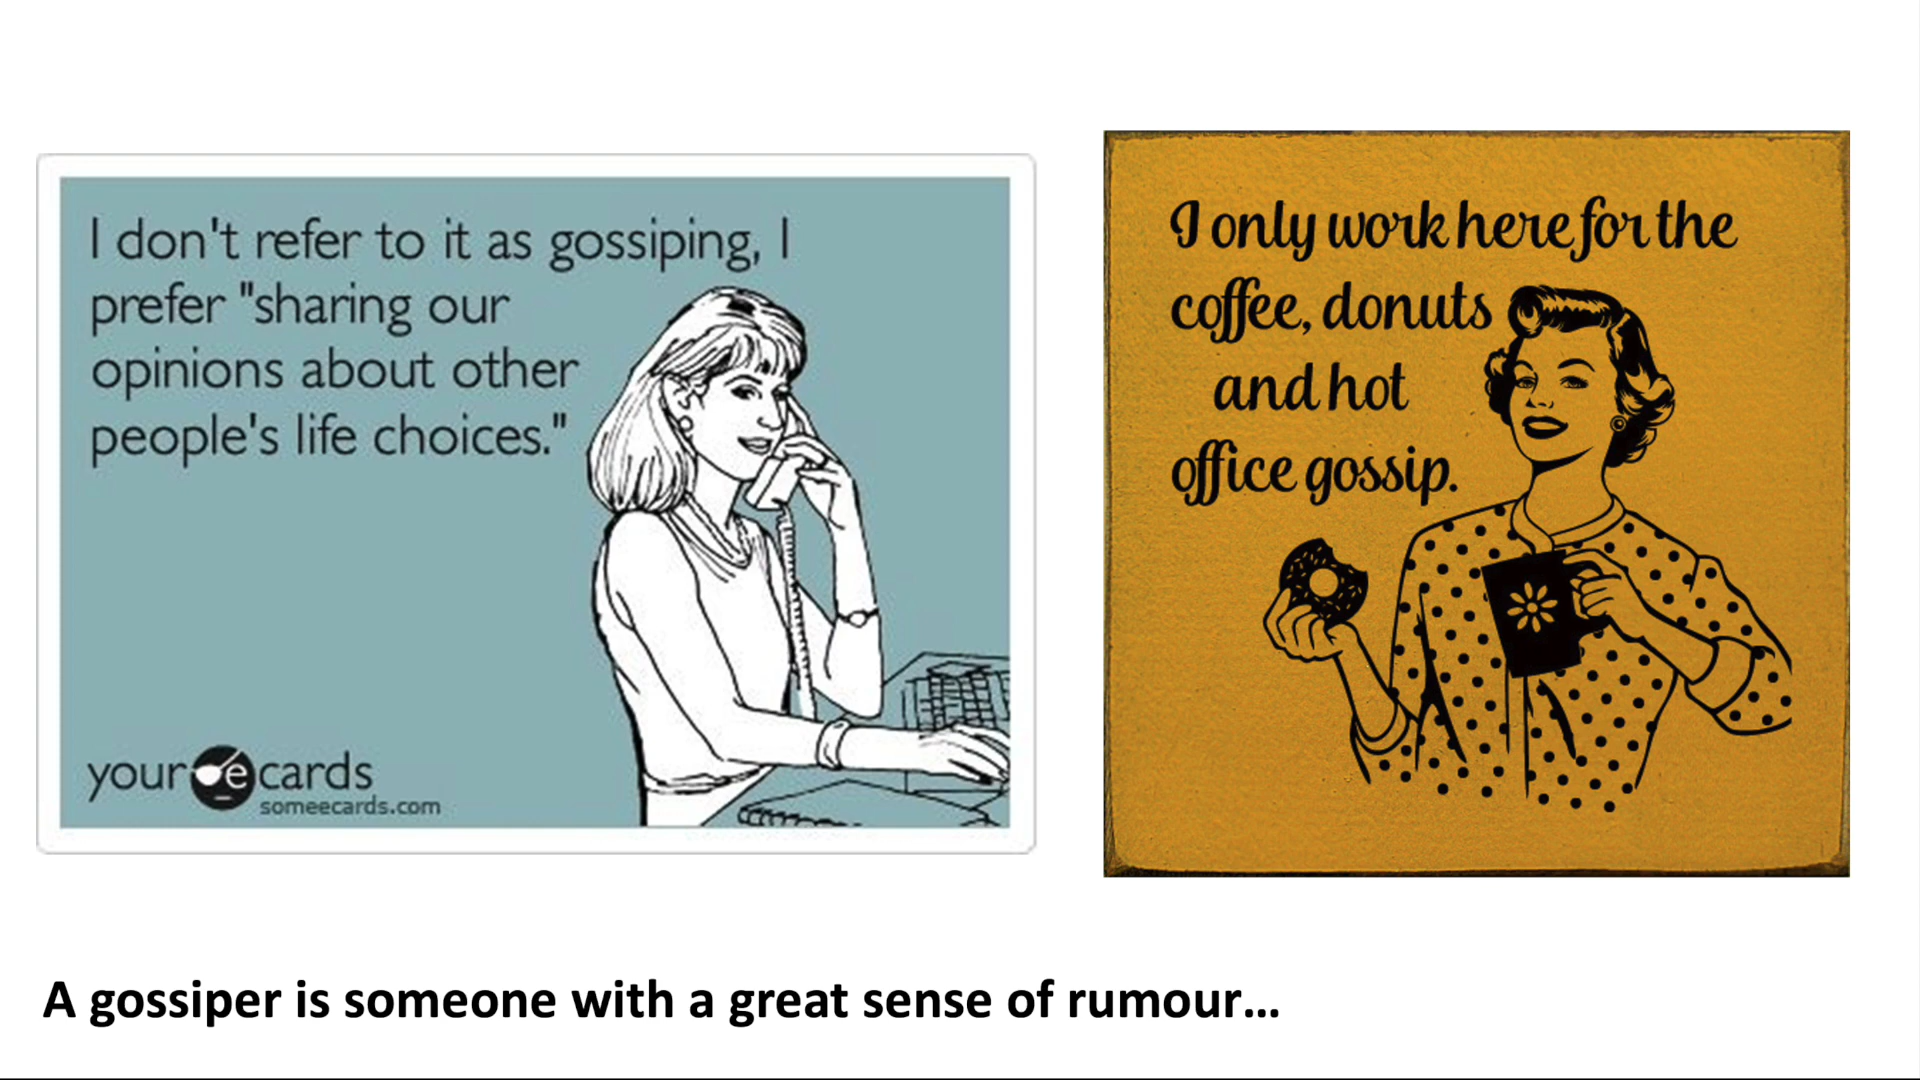 I don't refer to it as gossiping, I
prefer "sharing our
opinions about other
people's life choices."
your e cards
someecards.com
I only work here for the
coffee, donuts
and hot
office gossip.
A gossiper is someone with a great sense of rumour...